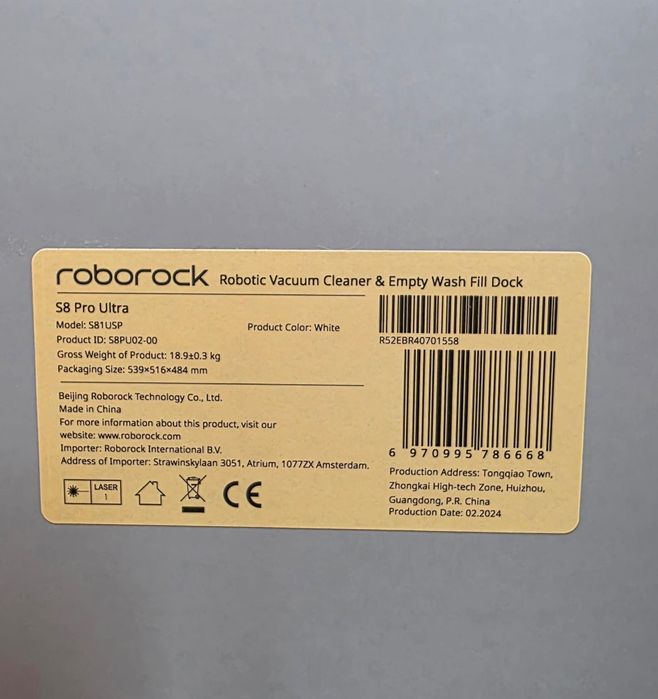 roborock Robotic Vacuum Cleaner & Empty Wash Fill Dock
S8 Pro Ultra
Model: S81USP
Product Color: White
Product ID: S8PU02-00
Gross Weight of Product: 18.9±0.3 kg
Packaging Size: 539×516×484 mm
Beijing Roborock Technology Co., Ltd.
Made in China
For more information about this product, visit our
website: www.roborock.com
Importer: Roborock International B.V.
Address of Importer: Strawinskylaan 3051, Atrium, 1077ZX Amsterdam.
LASER
1
CE
R52EBR40701558
6 970995 786668
Production Address: Tongqiao Town,
Zhongkai High-tech Zone, Huizhou,
Guangdong, P.R. China
Production Date: 02.2024